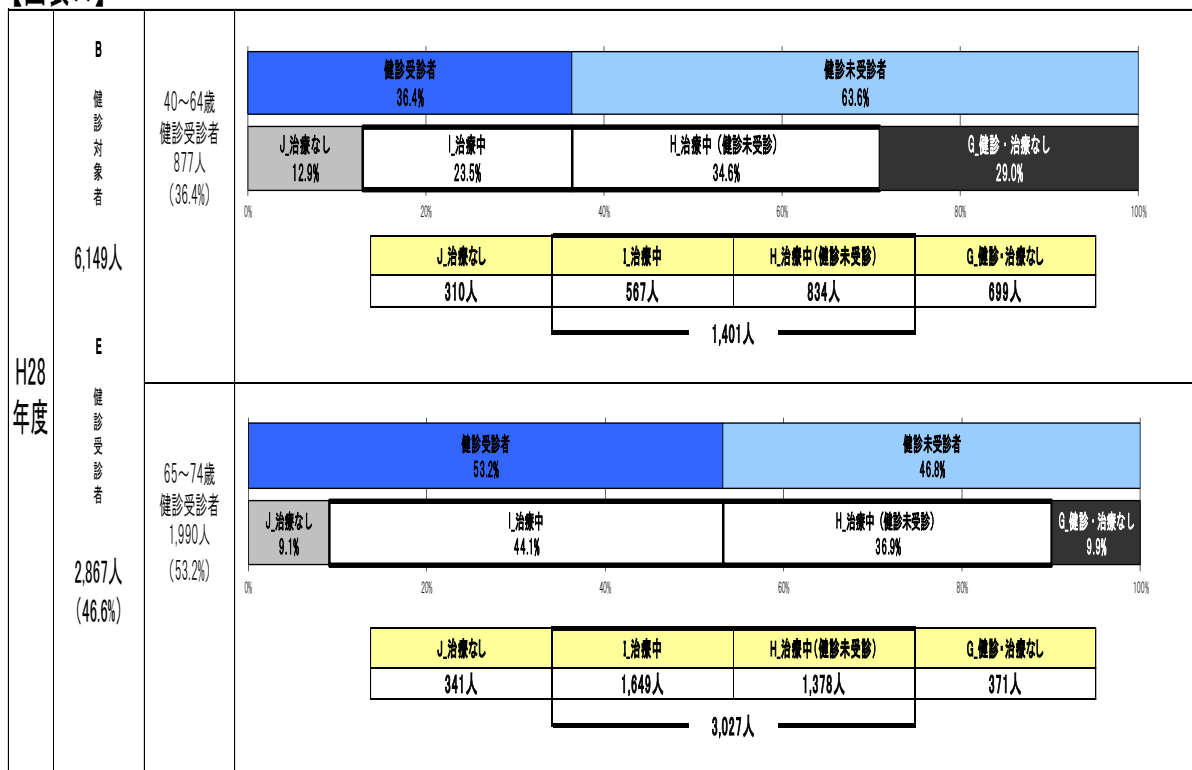 H28
年度
B
健診対象者
6,149人
E
健診受診者
2,867人
(46.6%)
40～64歳
健診受診者
877人
(36.4%)
健診受診者
36.4%
健診未受診者
63.6%
J_治療なし
12.9%
I_治療中
23.5%
H_治療中（健診未受診）
34.6%
G_健診・治療なし
29.0%
0%
20%
40%
60%
80%
100%
J_治療なし
I_治療中
H_治療中（健診未受診）
G_健診・治療なし
310人
567人
834人
699人
1,401人
65～74歳
健診受診者
1,990人
(53.2%)
健診受診者
53.2%
健診未受診者
46.8%
J_治療なし
9.1%
I_治療中
44.1%
H_治療中（健診未受診）
36.9%
G_健診・治療なし
9.9%
0%
20%
40%
60%
80%
100%
J_治療なし
I_治療中
H_治療中（健診未受診）
G_健診・治療なし
341人
1,649人
1,378人
371人
3,027人